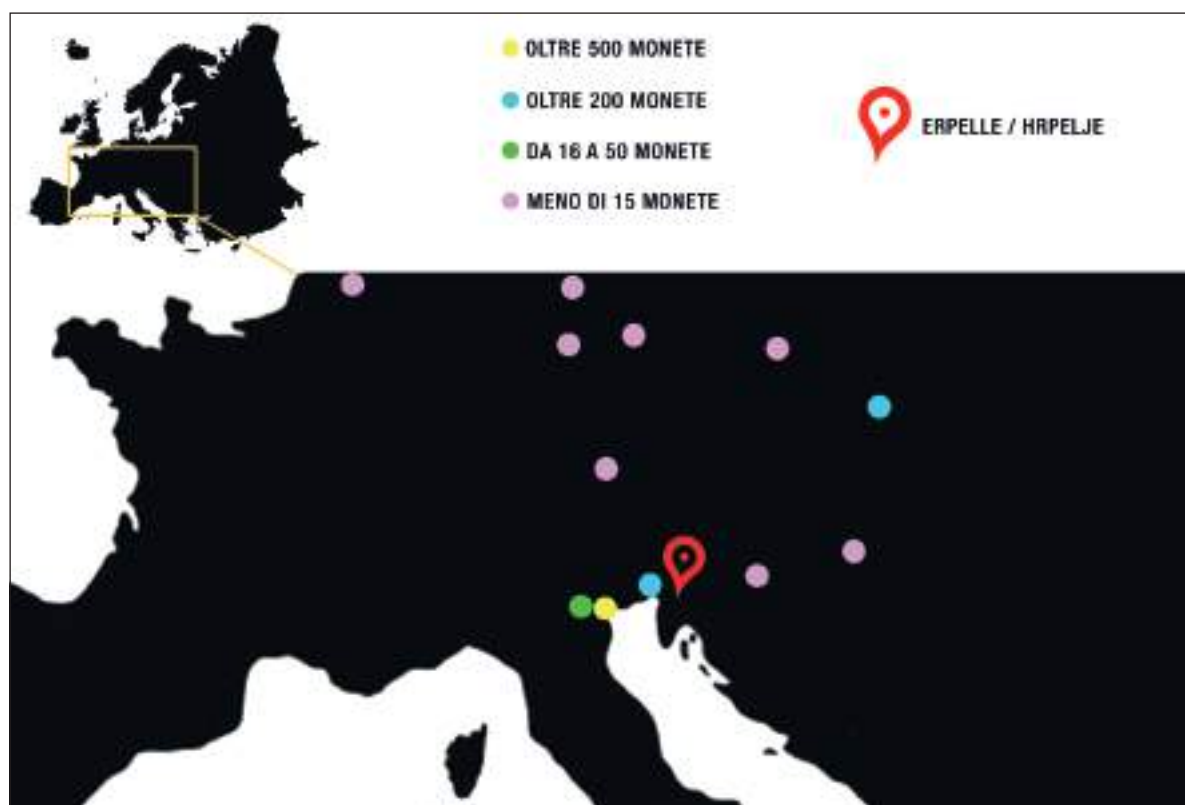 OLTRE 500 MONETE
OLTRE 200 MONETE
DA 16 A 50 MONETE
MENO DI 15 MONETE
ERPELLE / HRPELJE